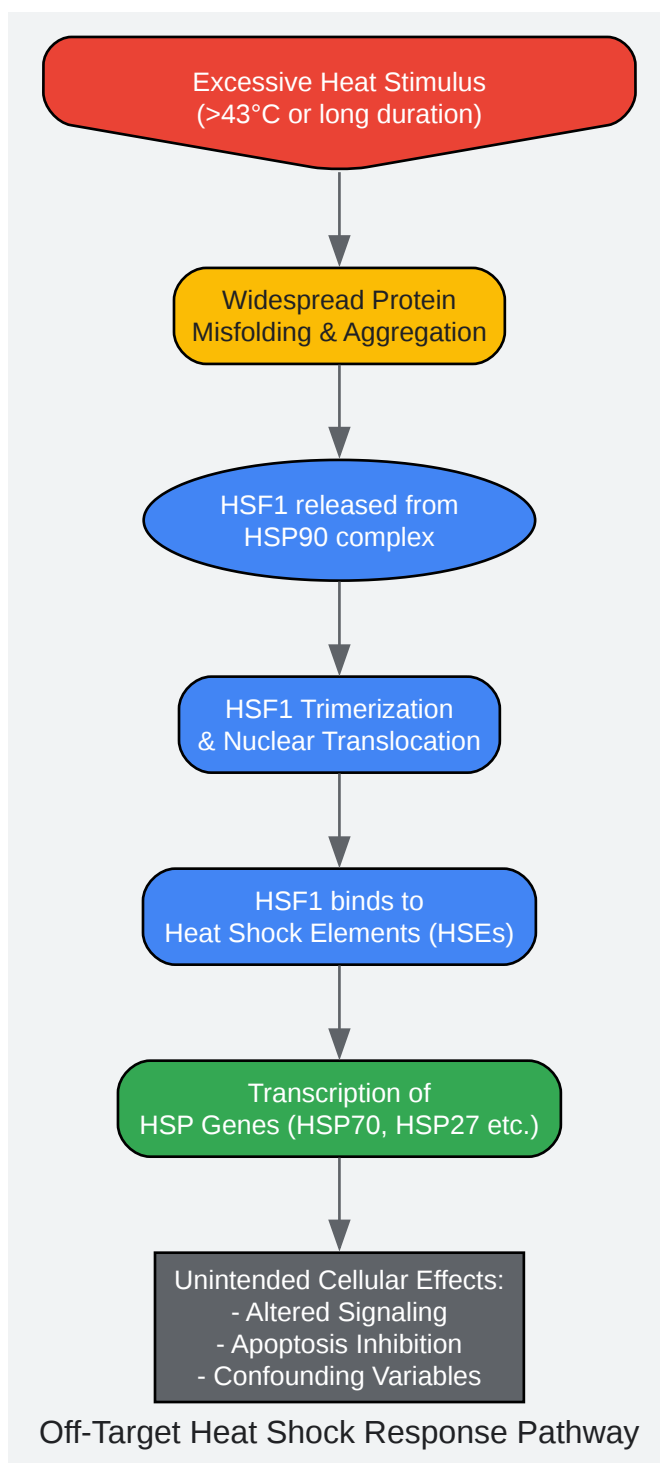 Excessive Heat Stimulus
(>43°C or long duration)
Widespread Protein
Misfolding & Aggregation
HSF1 released from
HSP90 complex
HSF1 Trimerization
& Nuclear Translocation
HSF1 binds to
Heat Shock Elements (HSEs)
Transcription of
HSP Genes (HSP70, HSP27 etc.)
Unintended Cellular Effects:
- Altered Signaling
- Apoptosis Inhibition
- Confounding Variables
Off-Target Heat Shock Response Pathway